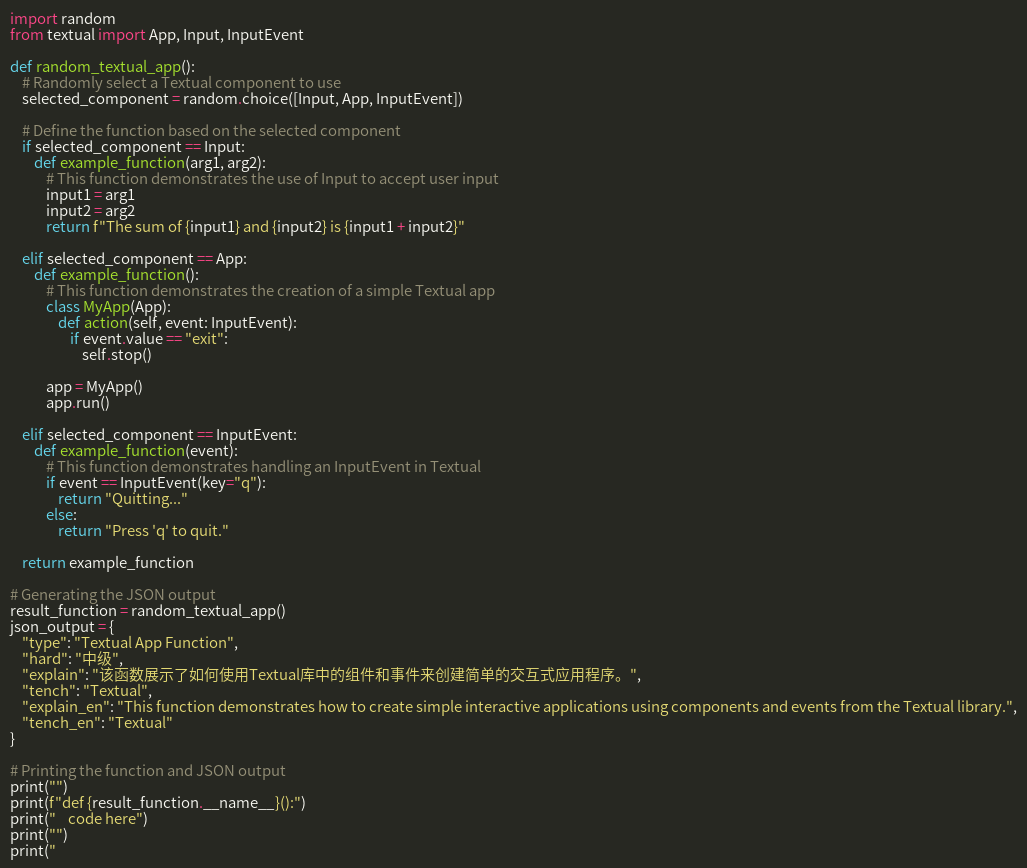 import random
from textual import App, Input, InputEvent

def random_textual_app():
    # Randomly select a Textual component to use
    selected_component = random.choice([Input, App, InputEvent])

    # Define the function based on the selected component
    if selected_component == Input:
        def example_function(arg1, arg2):
            # This function demonstrates the use of Input to accept user input
            input1 = arg1
            input2 = arg2
            return f"The sum of {input1} and {input2} is {input1 + input2}"

    elif selected_component == App:
        def example_function():
            # This function demonstrates the creation of a simple Textual app
            class MyApp(App):
                def action(self, event: InputEvent):
                    if event.value == "exit":
                        self.stop()

            app = MyApp()
            app.run()

    elif selected_component == InputEvent:
        def example_function(event):
            # This function demonstrates handling an InputEvent in Textual
            if event == InputEvent(key="q"):
                return "Quitting..."
            else:
                return "Press 'q' to quit."

    return example_function

# Generating the JSON output
result_function = random_textual_app()
json_output = {
    "type": "Textual App Function",
    "hard": "中级",
    "explain": "该函数展示了如何使用Textual库中的组件和事件来创建简单的交互式应用程序。",
    "tench": "Textual",
    "explain_en": "This function demonstrates how to create simple interactive applications using components and events from the Textual library.",
    "tench_en": "Textual"
}

# Printing the function and JSON output
print("")
print(f"def {result_function.__name__}():")
print("    code here")
print("")
print("